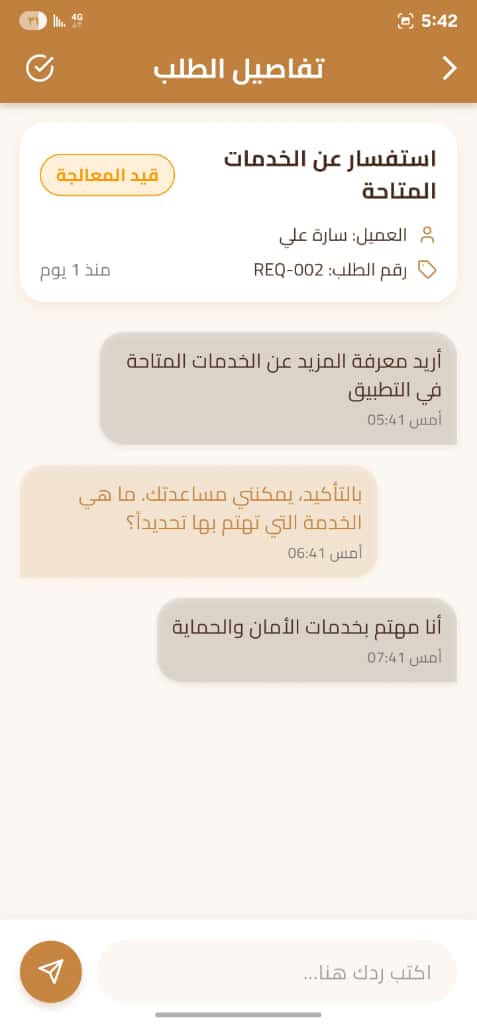 5:42
4G
٣١
تفاصيل الطلب
استفسار عن الخدمات
المتاحة
قيد المعالجة
العميل: سارة علي
رقم الطلب: REQ-002
منذ 1 يوم
أريد معرفة المزيد عن الخدمات المتاحة
في التطبيق
أمس 05:41
بالتأكيد، يمكنني مساعدتك. ما هي
الخدمة التي تهتم بها تحديداً؟
أمس 06:41
أنا مهتم بخدمات الأمان والحماية
أمس 07:41
اكتب ردك هنا...